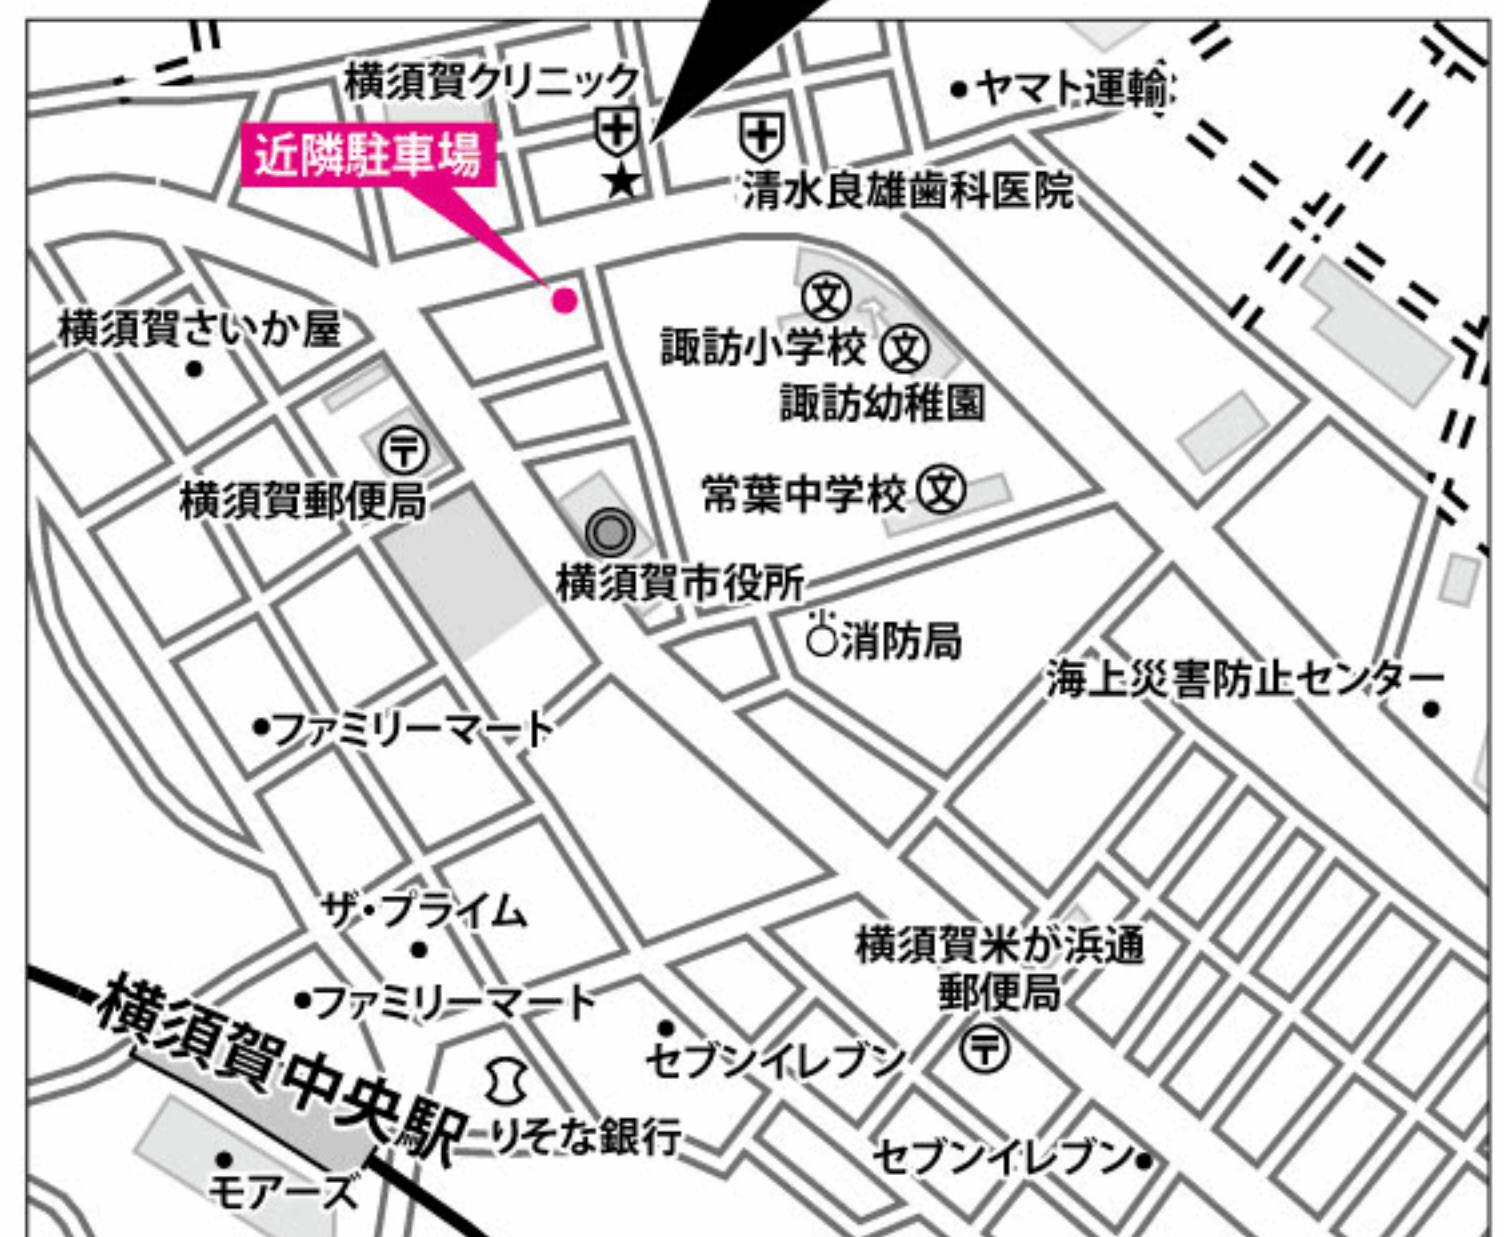 横須賀クリニック
ヤマト運輸
近隣駐車場
清水良雄歯科医院
横須賀さいか屋
文
諏訪小学校
文
諏訪幼稚園
〒
横須賀郵便局
常葉中学校
文
横須賀市役所
消防局
海上災害防止センター
ファミリーマート
ザ・プライム
横須賀米が浜通
郵便局
〒
ファミリーマート
セブンイレブン
横須賀中央駅
りそな銀行
セブンイレブン
モアーズ